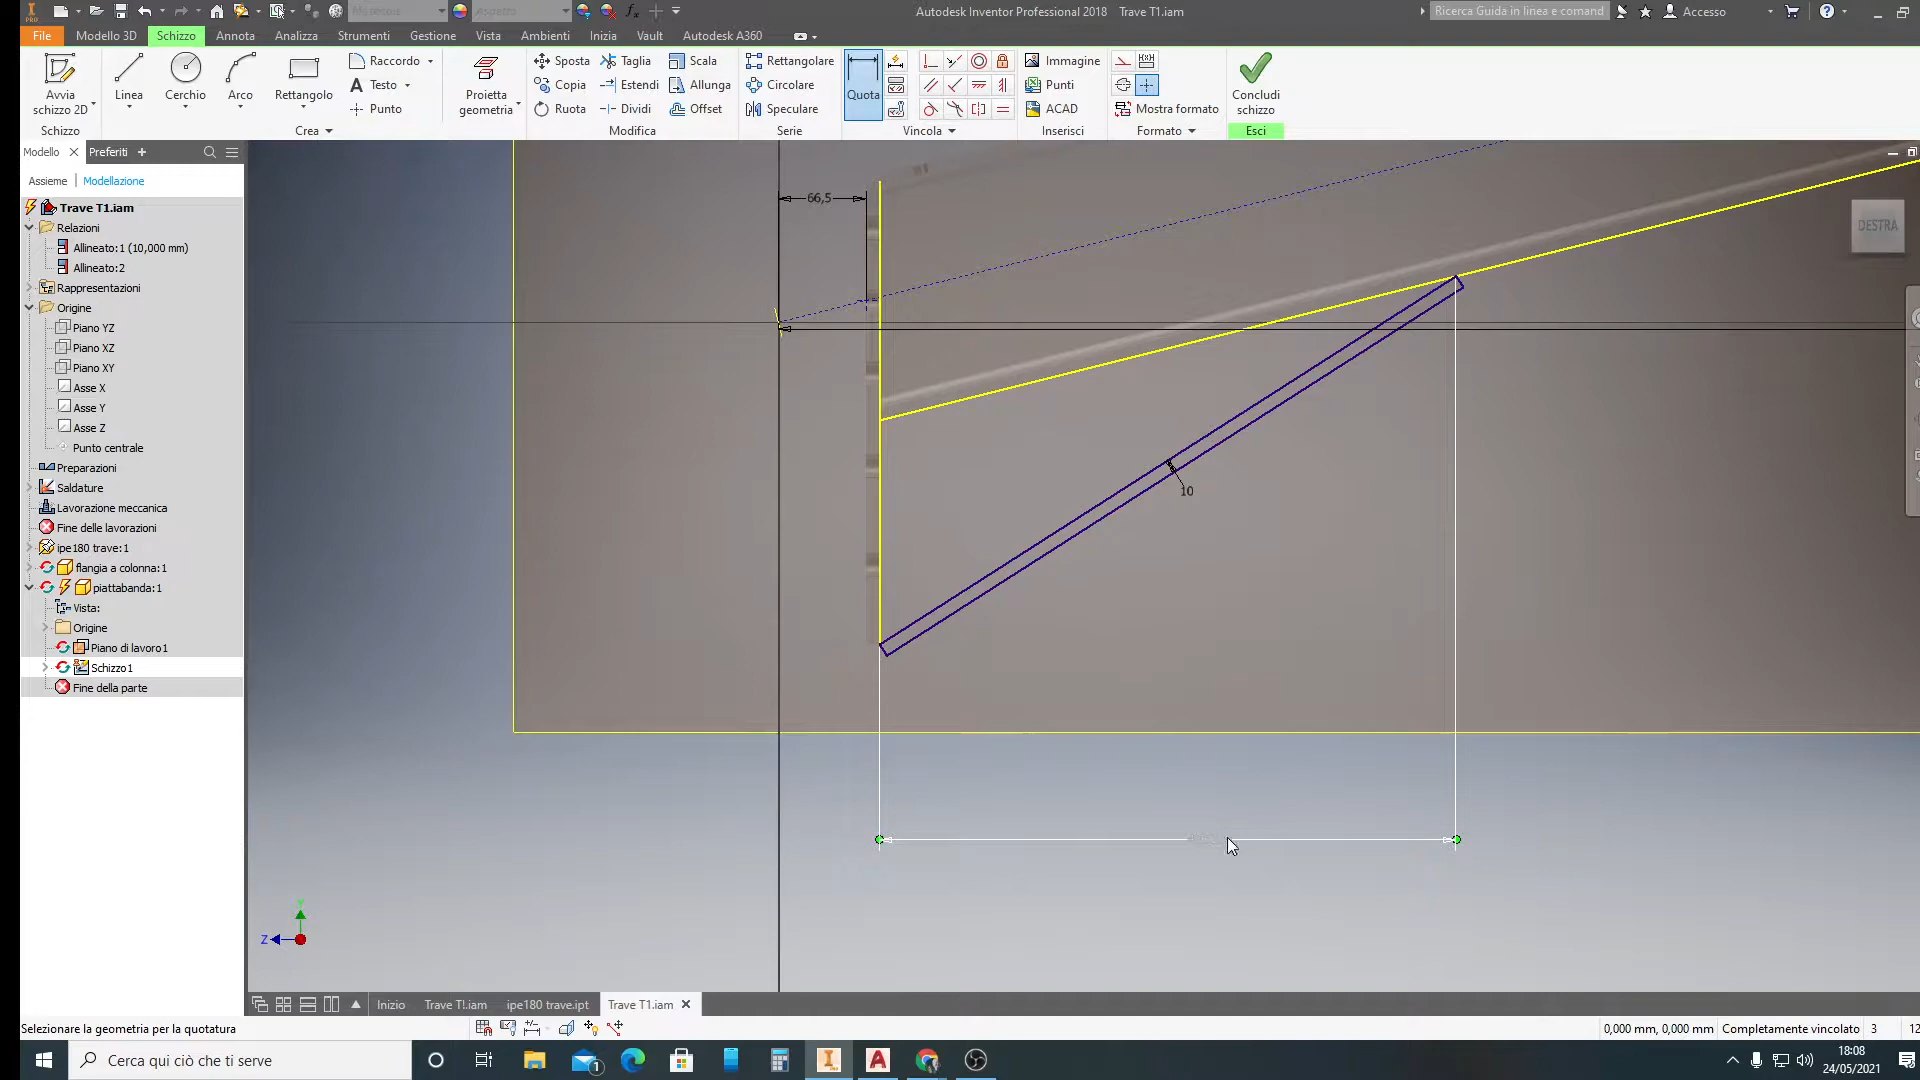 Autodesk Inventor Professional 2018 Trave T1.iam
Ricerca Guida in linea e comand
Accesso
PRO
File Modello 3D Schizzo Annota Analizza Strumenti Gestione Vista Ambienti Inizia Vault Autodesk A360
Avvia schizzo 2D
Linea
Cerchio
Arco
Rettangolo
Raccordo
Testo
Punto
Proietta geometria
Sposta
Copia
Ruota
Taglia
Estendi
Dividi
Scala
Allunga
Offset
Rettangolare
Circolare
Speculare
Quota
Immagine
Punti
ACAD
Mostra formato
Concludi schizzo
Schizzo
Crea
Modifica
Serie
Vincola
Inserisci
Formato
Esci
Modello
Preferiti
Assieme Modellazione
Trave T1.iam
Relazioni
Allineato:1 (10,000 mm)
Allineato:2
Rappresentazioni
Origine
Piano YZ
Piano XZ
Piano XY
Asse X
Asse Y
Asse Z
Punto centrale
Preparazioni
Saldature
Lavorazione meccanica
Fine delle lavorazioni
ipe180 trave:1
flangia a colonna:1
piattabanda:1
Vista:
Origine
Piano di lavoro1
Schizzo1
Fine della parte
66,5
DESTRA
10
Z
Inizio
Trave T!.iam
ipe180 trave.ipt
Trave T1.iam
Selezionare la geometria per la quotatura
0,000 mm, 0,000 mm
Completamente vincolato
3
12
Cerca qui ciò che ti serve
1
18:08
24/05/2021